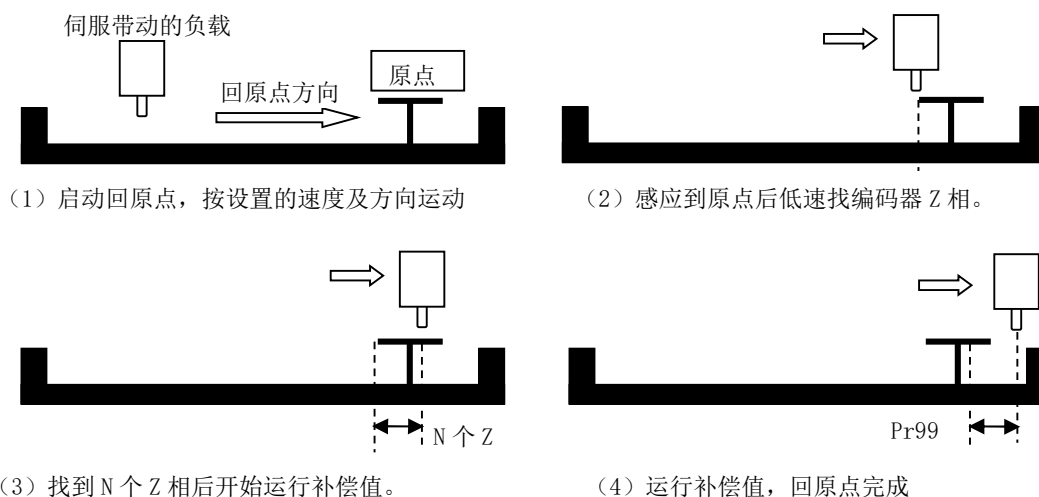 伺服带动的负载
原点
回原点方向
（1）启动回原点，按设置的速度及方向运动
（2）感应到原点后低速找编码器 Z 相。
N 个 Z
Pr99
（3）找到 N 个 Z 相后开始运行补偿值。
（4）运行补偿值，回原点完成